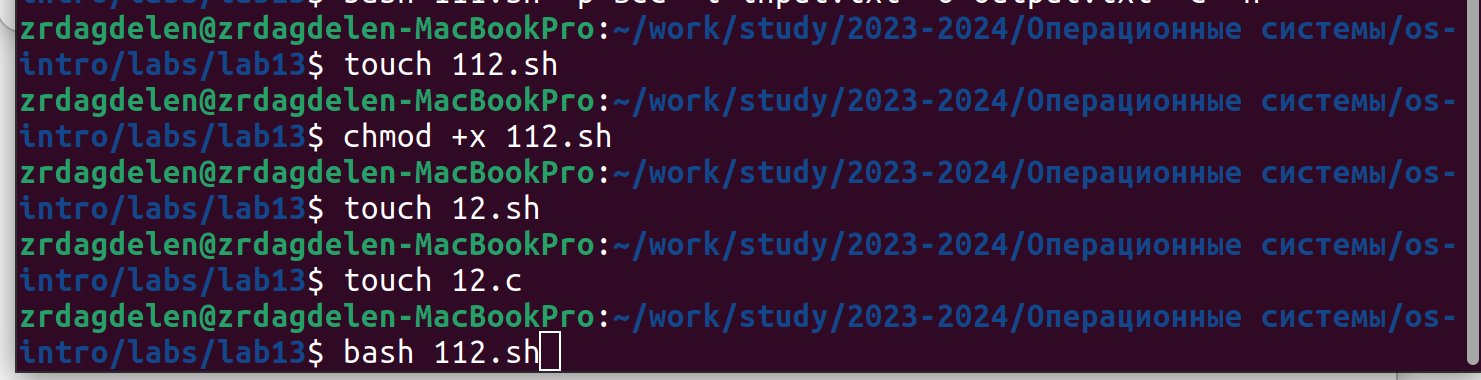 zrdagdelen@zrdagdelen-MacBookPro:~/work/study/2023-2024/Операционные системы/os-
intro/labs/lab13$ touch 112.sh
zrdagdelen@zrdagdelen-MacBookPro:~/work/study/2023-2024/Операционные системы/os-
intro/labs/lab13$ chmod +x 112.sh
zrdagdelen@zrdagdelen-MacBookPro:~/work/study/2023-2024/Операционные системы/os-
intro/labs/lab13$ touch 12.sh
zrdagdelen@zrdagdelen-MacBookPro:~/work/study/2023-2024/Операционные системы/os-
intro/labs/lab13$ touch 12.c
zrdagdelen@zrdagdelen-MacBookPro:~/work/study/2023-2024/Операционные системы/os-
intro/labs/lab13$ bash 112.sh